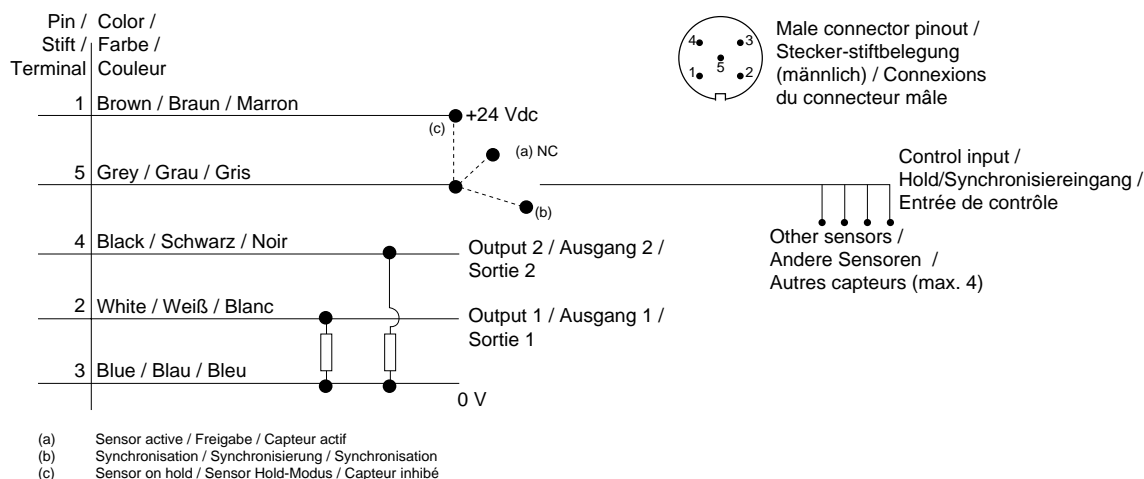 Pin / Color /
Stift / Farbe /
Terminal Couleur
4 3
5
1 2
Male connector pinout /
Stecker-stiftbelegung
(männlich) / Connexions
du connecteur mâle
1 Brown / Braun / Marron
(c)
+24 Vdc
(a) NC
5 Grey / Grau / Gris
(b)
Control input /
Hold/Synchronisiereingang /
Entrée de contrôle
Other sensors /
Andere Sensoren /
Autres capteurs (max. 4)
4 Black / Schwarz / Noir
Output 2 / Ausgang 2 /
Sortie 2
2 White / Weiß / Blanc
Output 1 / Ausgang 1 /
Sortie 1
3 Blue / Blau / Bleu
0 V
(a) Sensor active / Freigabe / Capteur actif
(b) Synchronisation / Synchronisierung / Synchronisation
(c) Sensor on hold / Sensor Hold-Modus / Capteur inhibé